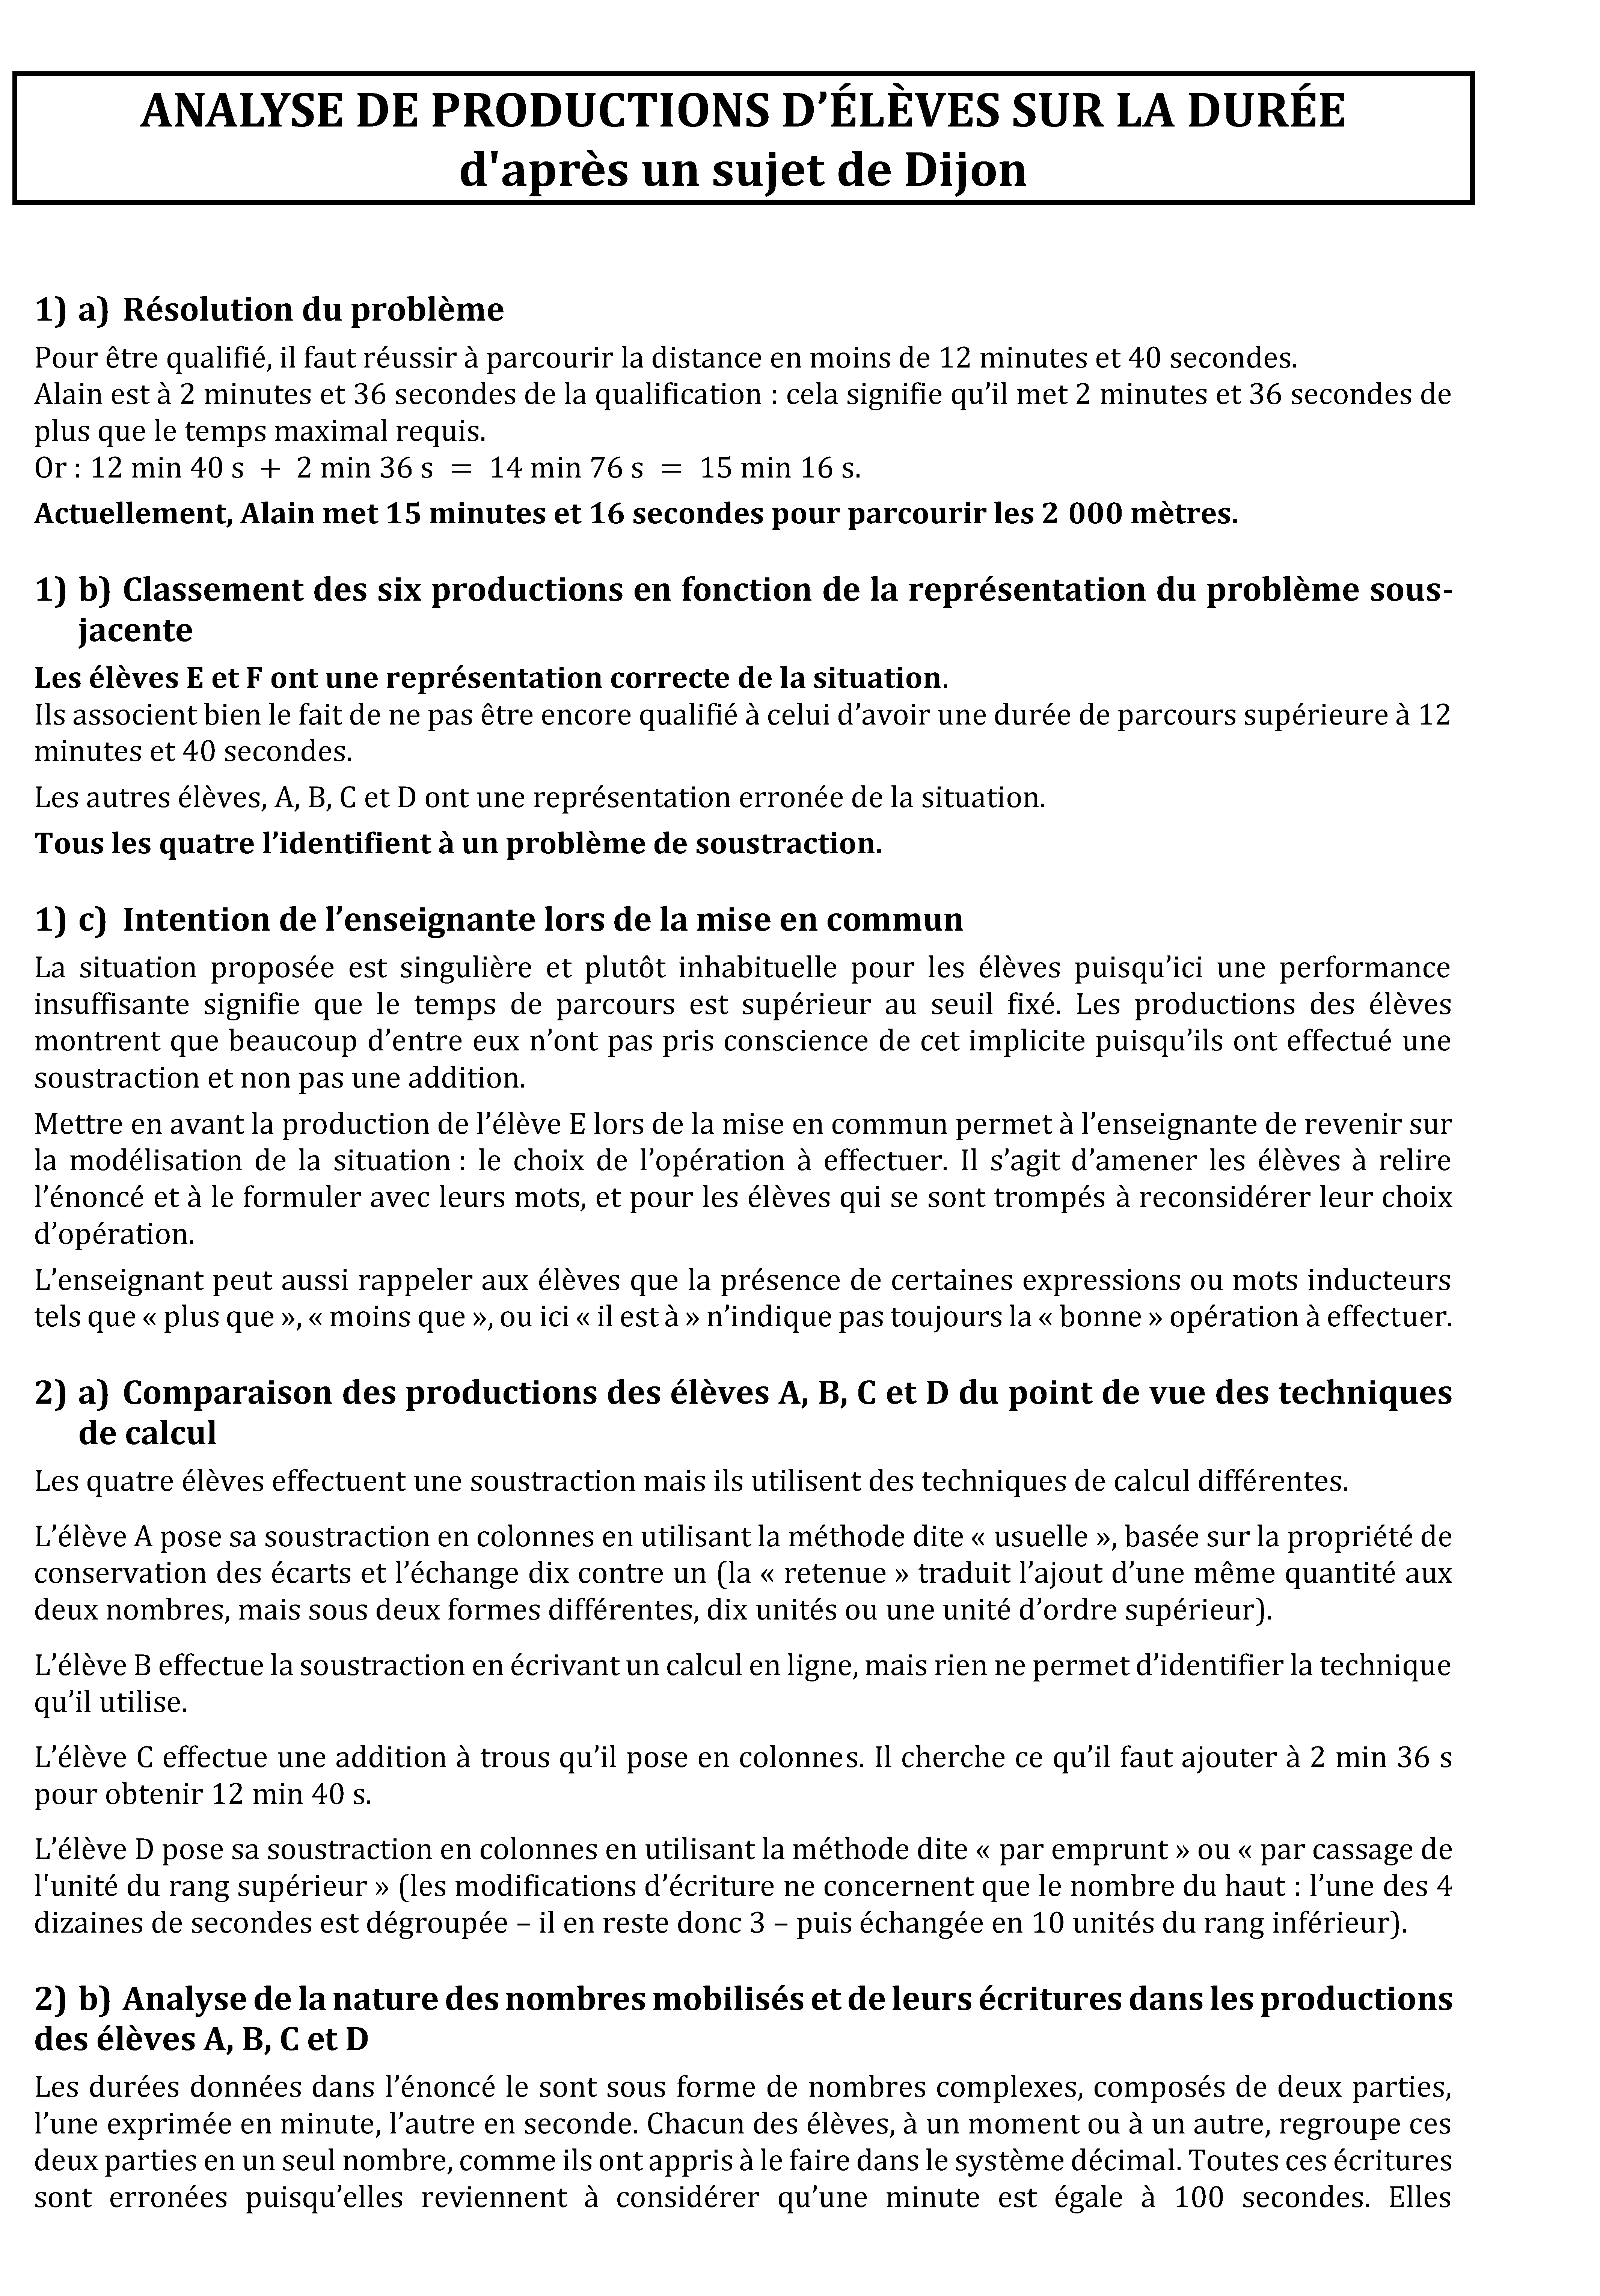 ANALYSE DE PRODUCTIONS D’ÉLÈVES SUR LA DURÉE
d'après un sujet de Dijon
1) a) Résolution du problème
Pour être qualifié, il faut réussir à parcourir la distance en moins de 12 minutes et 40 secondes.
Alain est à 2 minutes et 36 secondes de la qualification : cela signifie qu’il met 2 minutes et 36 secondes de
plus que le temps maximal requis.
Or : 12 min 40 s + 2 min 36 s = 14 min 76 s = 15 min 16 s.
Actuellement, Alain met 15 minutes et 16 secondes pour parcourir les 2 000 mètres.
1) b) Classement des six productions en fonction de la représentation du problème sous-
jacente
Les élèves E et F ont une représentation correcte de la situation.
Ils associent bien le fait de ne pas être encore qualifié à celui d’avoir une durée de parcours supérieure à 12
minutes et 40 secondes.
Les autres élèves, A, B, C et D ont une représentation erronée de la situation.
Tous les quatre l’identifient à un problème de soustraction.
1) c) Intention de l’enseignante lors de la mise en commun
La situation proposée est singulière et plutôt inhabituelle pour les élèves puisqu’ici une performance
insuffisante signifie que le temps de parcours est supérieur au seuil fixé. Les productions des élèves
montrent que beaucoup d’entre eux n’ont pas pris conscience de cet implicite puisqu’ils ont effectué une
soustraction et non pas une addition.
Mettre en avant la production de l’élève E lors de la mise en commun permet à l’enseignante de revenir sur
la modélisation de la situation : le choix de l’opération à effectuer. Il s’agit d’amener les élèves à relire
l’énoncé et à le formuler avec leurs mots, et pour les élèves qui se sont trompés à reconsidérer leur choix
d’opération.
L’enseignant peut aussi rappeler aux élèves que la présence de certaines expressions ou mots inducteurs
tels que « plus que », « moins que », ou ici « il est à » n’indique pas toujours la « bonne » opération à effectuer.
2) a) Comparaison des productions des élèves A, B, C et D du point de vue des techniques
de calcul
Les quatre élèves effectuent une soustraction mais ils utilisent des techniques de calcul différentes.
L’élève A pose sa soustraction en colonnes en utilisant la méthode dite « usuelle », basée sur la propriété de
conservation des écarts et l’échange dix contre un (la « retenue » traduit l’ajout d’une même quantité aux
deux nombres, mais sous deux formes différentes, dix unités ou une unité d’ordre supérieur).
L’élève B effectue la soustraction en écrivant un calcul en ligne, mais rien ne permet d’identifier la technique
qu’il utilise.
L’élève C effectue une addition à trous qu’il pose en colonnes. Il cherche ce qu’il faut ajouter à 2 min 36 s
pour obtenir 12 min 40 s.
L’élève D pose sa soustraction en colonnes en utilisant la méthode dite « par emprunt » ou « par cassage de
l'unité du rang supérieur » (les modifications d’écriture ne concernent que le nombre du haut : l’une des 4
dizaines de secondes est dégroupée – il en reste donc 3 – puis échangée en 10 unités du rang inférieur).
2) b) Analyse de la nature des nombres mobilisés et de leurs écritures dans les productions
des élèves A, B, C et D
Les durées données dans l’énoncé le sont sous forme de nombres complexes, composés de deux parties,
l’une exprimée en minute, l’autre en seconde. Chacun des élèves, à un moment ou à un autre, regroupe ces
deux parties en un seul nombre, comme ils ont appris à le faire dans le système décimal. Toutes ces écritures
sont erronées puisqu’elles reviennent à considérer qu’une minute est égale à 100 secondes. Elles